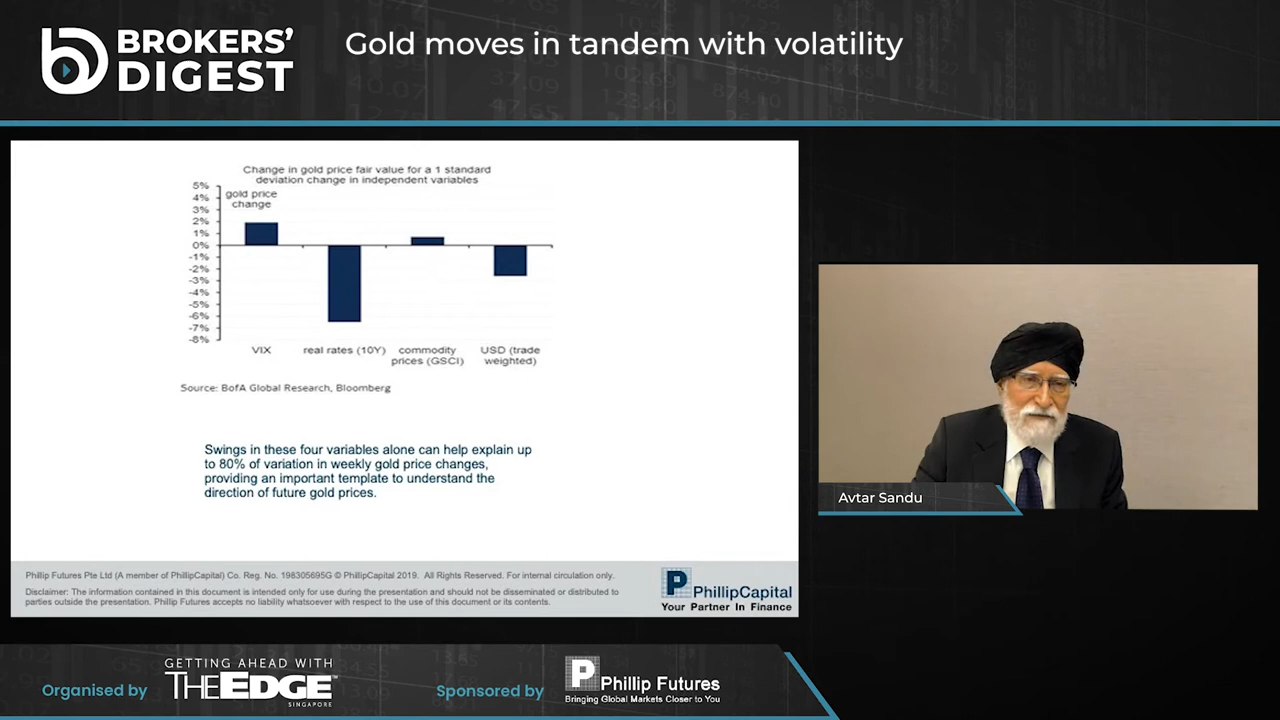 BROKERS'
DIGEST
Gold moves in tandem with volatility
Change in gold price fair value for a 1 standard
deviation change in independent variables
gold price
change
5%
4%
3%
2%
1%
0%
-1%
-2%
-3%
-4%
-5%
-6%
-7%
-8%
VIX
real rates (10Y)
commodity
prices (GSCI)
USD (trade
weighted)
Source: BofA Global Research, Bloomberg
Swings in these four variables alone can help explain up
to 80% of variation in weekly gold price changes,
providing an important template to understand the
direction of future gold prices.
Phillip Futures Pte Ltd (A member of PhillipCapital) Co. Reg. No. 198305695G © PhillipCapital 2019. All Rights Reserved. For internal circulation only.
Disclaimer: The information contained in this document is intended only for use during the presentation and should not be disseminated or distributed to
parties outside the presentation. Phillip Futures accepts no liability whatsoever with respect to the use of this document or its contents.
PhillipCapital
Your Partner In Finance
Avtar Sandu
Organised by
GETTING AHEAD WITH
THEEDGE™
SINGAPORE
Sponsored by
Phillip Futures
Bringing Global Markets Closer to You